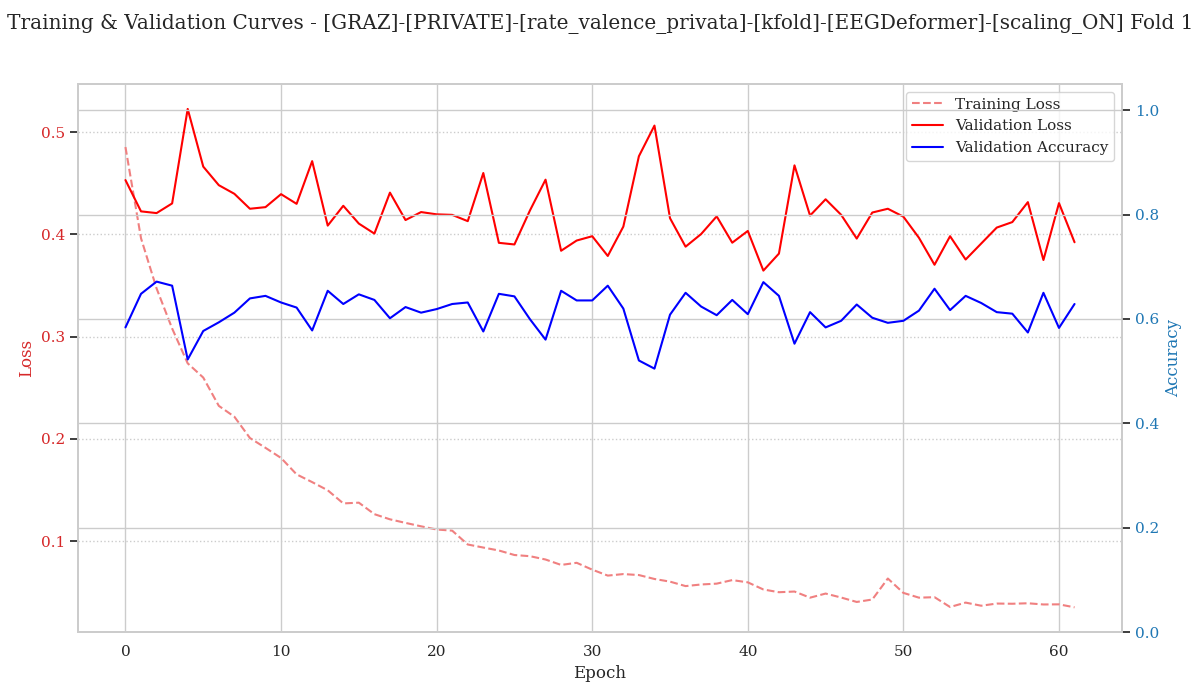 Training & Validation Curves - [GRAZ]-[PRIVATE]-[rate_valence_privata]-[kfold]-[EEGDeformer]-[scaling_ON] Fold 1
Training Loss
Validation Loss
Validation Accuracy
0.5
0.4
0.3
0.2
0.1
Loss
1.0
0.8
0.6
0.4
0.2
0.0
Accuracy
0 10 20 30 40 50 60
Epoch